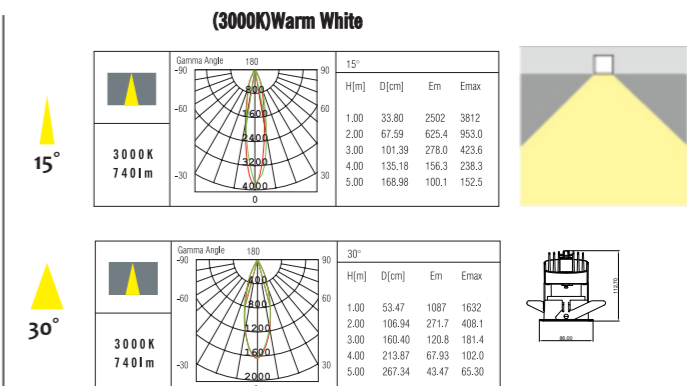 (3000K)Warm White
15°
3000K
740lm
Gamma Angle 180
-90 90
-60 60
-30 30
800
1600
2400
3200
4000
0
15°
H[m] D[cm] Em Emax
1.00 33.80 2502 3812
2.00 67.59 625.4 953.0
3.00 101.39 278.0 423.6
4.00 135.18 156.3 238.3
5.00 168.98 100.1 152.5
30°
3000K
740lm
Gamma Angle 180
-90 90
-60 60
-30 30
400
800
1200
1600
2000
30°
H[m] D[cm] Em Emax
1.00 53.47 1087 1632
2.00 106.94 271.7 408.1
3.00 160.40 120.8 181.4
4.00 213.87 67.93 102.0
5.00 267.34 43.47 65.30
86.00